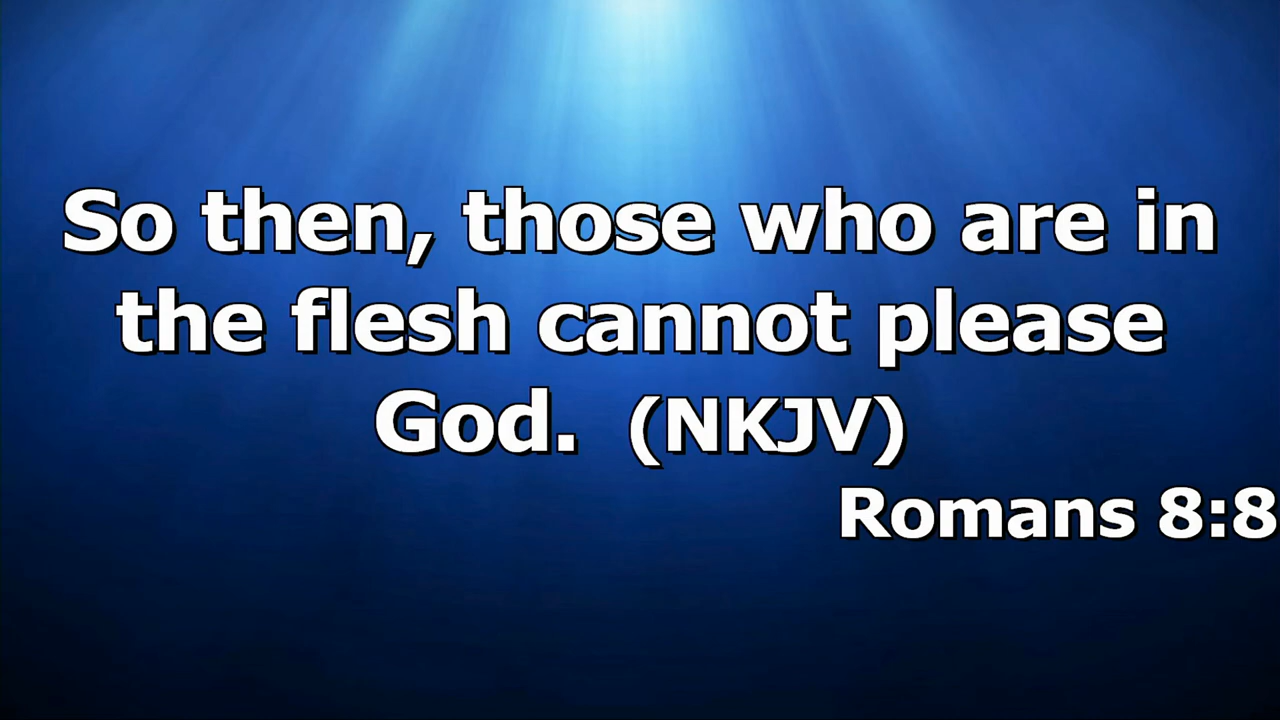 So then, those who are in
the flesh cannot please
God.  (NKJV)
Romans 8:8